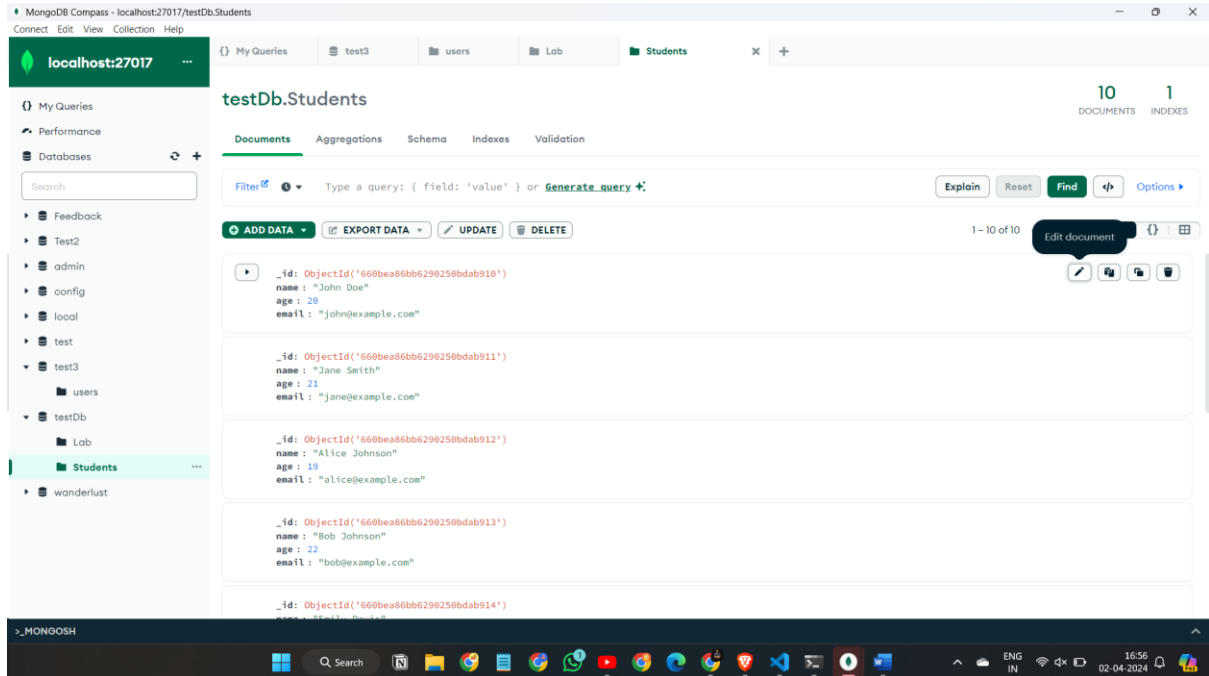 MongoDB Compass - localhost:27017/testDb.Students
Connect Edit View Collection Help
localhost:27017 ...
{} My Queries
Performance
Databases
Search
Feedback
Test2
admin
config
local
test
test3
users
testDb
Lab
Students ...
wanderlust
{} My Queries test3 users Lab Students
testDb.Students
10 DOCUMENTS
1 INDEXES
Documents Aggregations Schema Indexes Validation
Filter Type a query: { field: 'value' } or Generate query
Explain Reset Find </> Options
ADD DATA EXPORT DATA UPDATE DELETE
1 – 10 of 10 {}
Edit document
_id: ObjectId('660bea86bb6290250bdab910')
name : "John Doe"
age : 20
email : "john@example.com"
_id: ObjectId('660bea86bb6290250bdab911')
name : "Jane Smith"
age : 21
email : "jane@example.com"
_id: ObjectId('660bea86bb6290250bdab912')
name : "Alice Johnson"
age : 19
email : "alice@example.com"
_id: ObjectId('660bea86bb6290250bdab913')
name : "Bob Johnson"
age : 22
email : "bob@example.com"
_id: ObjectId('660bea86bb6290250bdab914')
name : "Emily Davis"
>_MONGOSH
Search
1
ENG
IN
16:56
02-04-2024